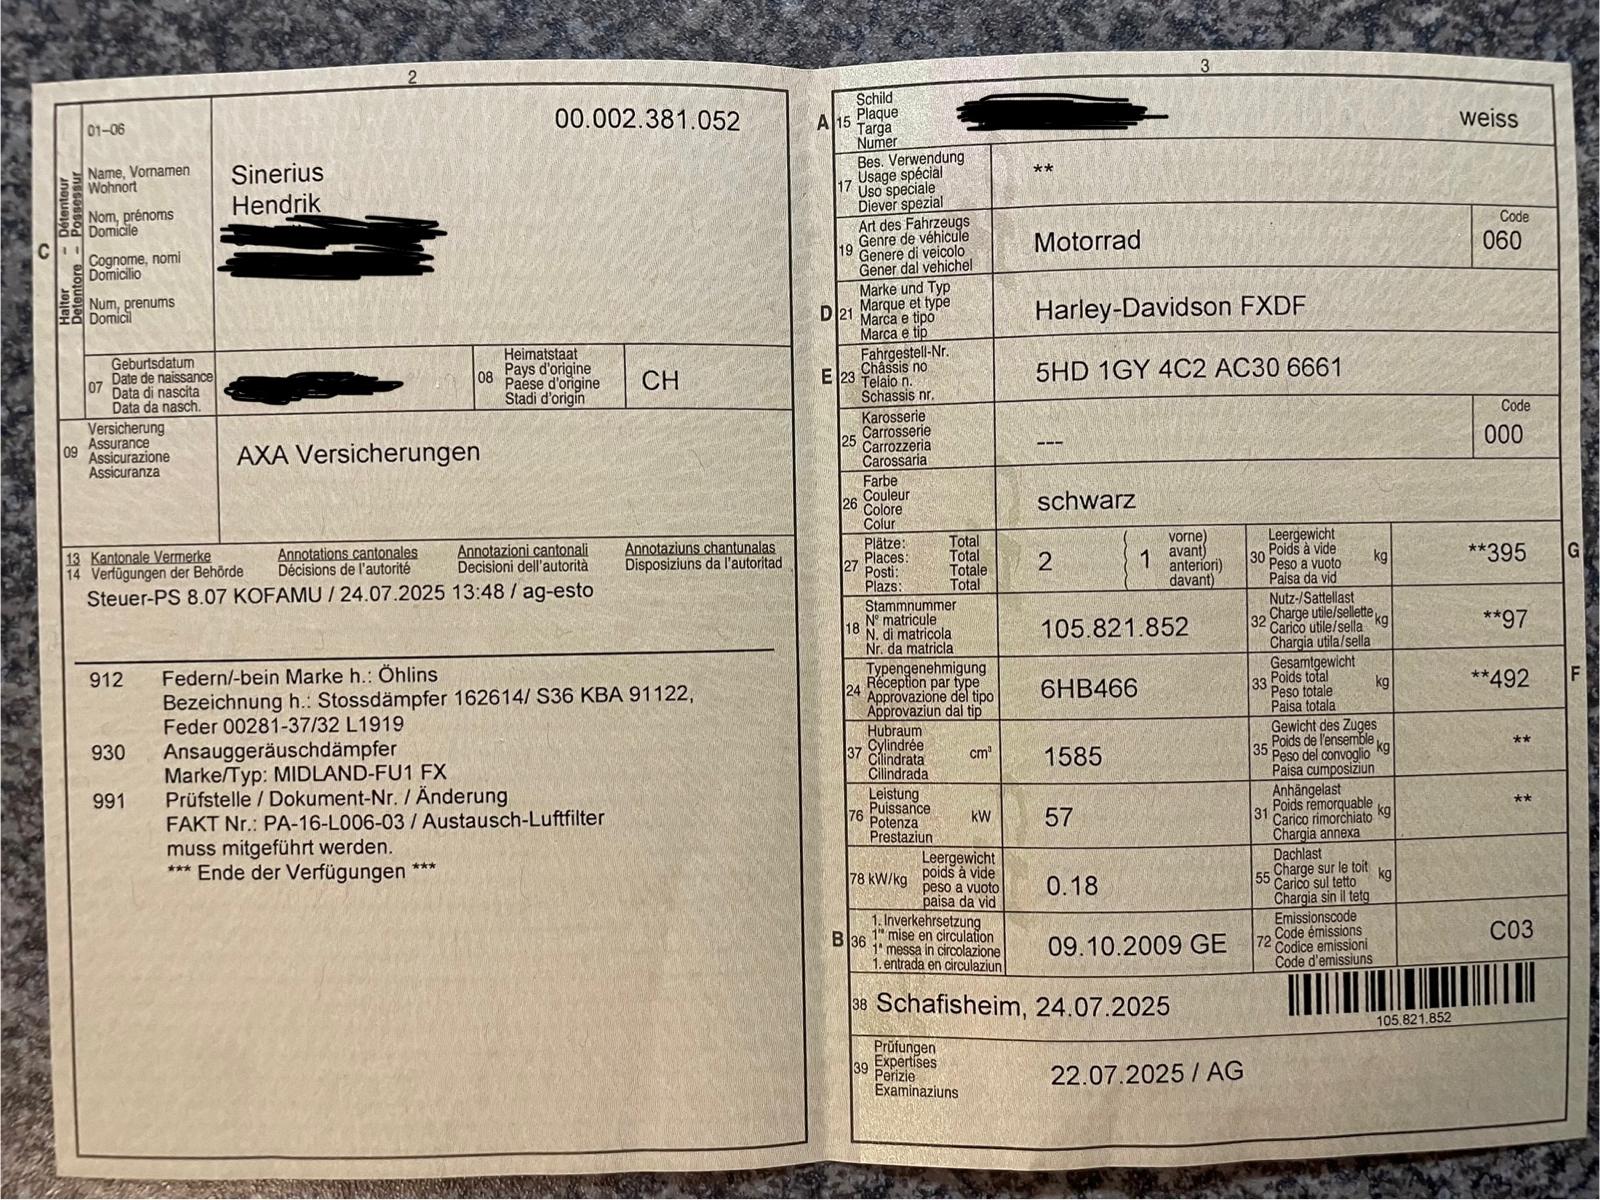 2
01–06
00.002.381.052
C
Halter – Détenteur
Detentore – Possessur
Name, Vornamen
Wohnort
Nom, prénoms
Domicile
Cognome, nomi
Domicilio
Num, prenums
Domicil
Sinerius
Hendrik
07
Geburtsdatum
Date de naissance
Data di nascita
Data da nasch.
08
Heimatstaat
Pays d'origine
Paese d'origine
Stadi d'origin
CH
09
Versicherung
Assurance
Assicurazione
Assicuranza
AXA Versicherungen
13 Kantonale Vermerke Annotations cantonales Annotazioni cantonali Annotaziuns chantunalas
14 Verfügungen der Behörde Décisions de l'autorité Decisioni dell'autorità Disposiziuns da l'autoritad
Steuer-PS 8.07 KOFAMU / 24.07.2025 13:48 / ag-esto
912 Federn/-bein Marke h.: Öhlins
Bezeichnung h.: Stossdämpfer 162614/ S36 KBA 91122,
Feder 00281-37/32 L1919
930 Ansauggeräuschdämpfer
Marke/Typ: MIDLAND-FU1 FX
991 Prüfstelle / Dokument-Nr. / Änderung
FAKT Nr.: PA-16-L006-03 / Austausch-Luftfilter
muss mitgeführt werden.
*** Ende der Verfügungen ***
3
A 15
Schild
Plaque
Targa
Numer
weiss
17
Bes. Verwendung
Usage spécial
Uso speciale
Diever spezial
**
19
Art des Fahrzeugs
Genre de véhicule
Genere di veicolo
Gener dal vehichel
Motorrad
Code
060
D 21
Marke und Typ
Marque et type
Marca e tipo
Marca e tip
Harley-Davidson FXDF
E 23
Fahrgestell-Nr.
Châssis no
Telaio n.
Schassis nr.
5HD 1GY 4C2 AC30 6661
25
Karosserie
Carrosserie
Carrozzeria
Carossaria
---
Code
000
26
Farbe
Couleur
Colore
Colur
schwarz
27
Plätze: Total
Places: Total
Posti: Totale
Plazs: Total
2
1
vorne)
avant)
anteriori)
davant)
30
Leergewicht
Poids à vide
Peso a vuoto
Paisa da vid
kg
**395
G
18
Stammnummer
N° matricule
N. di matricola
Nr. da matricla
105.821.852
32
Nutz-/Sattellast
Charge utile/sellette
Carico utile/sella
Chargia utila/sella
kg
**97
24
Typengenehmigung
Réception par type
Approvazione del tipo
Approvaziun dal tip
6HB466
33
Gesamtgewicht
Poids total
Peso totale
Paisa totala
kg
**492
F
37
Hubraum
Cylindrée
Cilindrata
Cilindrada
cm³
1585
35
Gewicht des Zuges
Poids de l'ensemble
Peso del convoglio
Paisa cumposiziun
kg
**
76
Leistung
Puissance
Potenza
Prestaziun
kW
57
31
Anhängelast
Poids remorquable
Carico rimorchiato
Chargia annexa
kg
**
78 kW/kg
Leergewicht
poids à vide
peso a vuoto
paisa da vid
0.18
55
Dachlast
Charge sur le toit
Carico sul tetto
Chargia sin il tetg
kg
B 36
1. Inverkehrsetzung
1re mise en circulation
1a messa in circolazione
1. entrada en circulaziun
09.10.2009 GE
72
Emissionscode
Code émissions
Codice emissioni
Code d'emissiuns
C03
38 Schafisheim, 24.07.2025
105.821.852
39
Prüfungen
Expertises
Perizie
Examinaziuns
22.07.2025 / AG